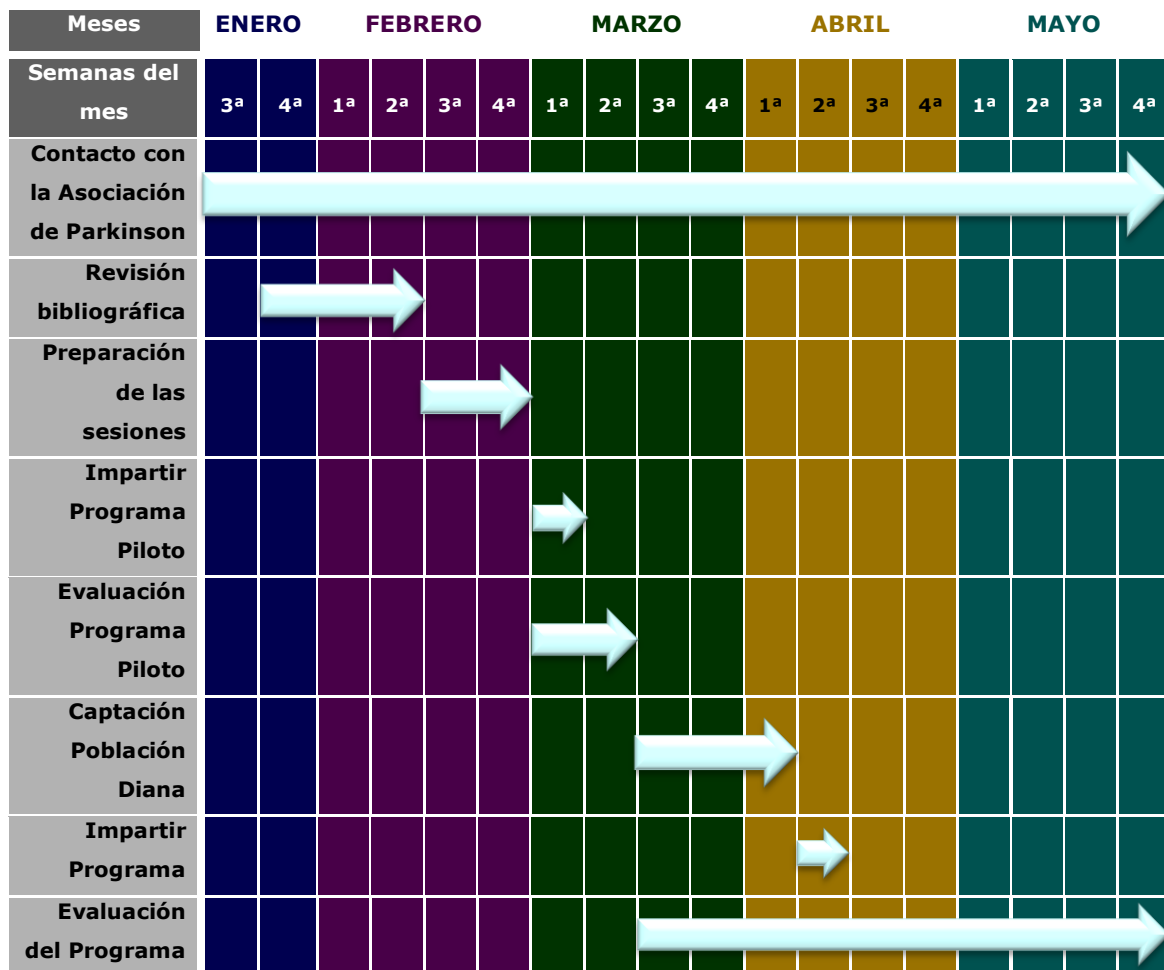 Meses ENERO FEBRERO MARZO ABRIL MAYO
Semanas del
mes
3ª 4ª 1ª 2ª 3ª 4ª 1ª 2ª 3ª 4ª 1ª 2ª 3ª 4ª 1ª 2ª 3ª 4ª
Contacto con
la Asociación
de Parkinson
Revisión
bibliográfica
Preparación
de las
sesiones
Impartir
Programa
Piloto
Evaluación
Programa
Piloto
Captación
Población
Diana
Impartir
Programa
Evaluación
del Programa